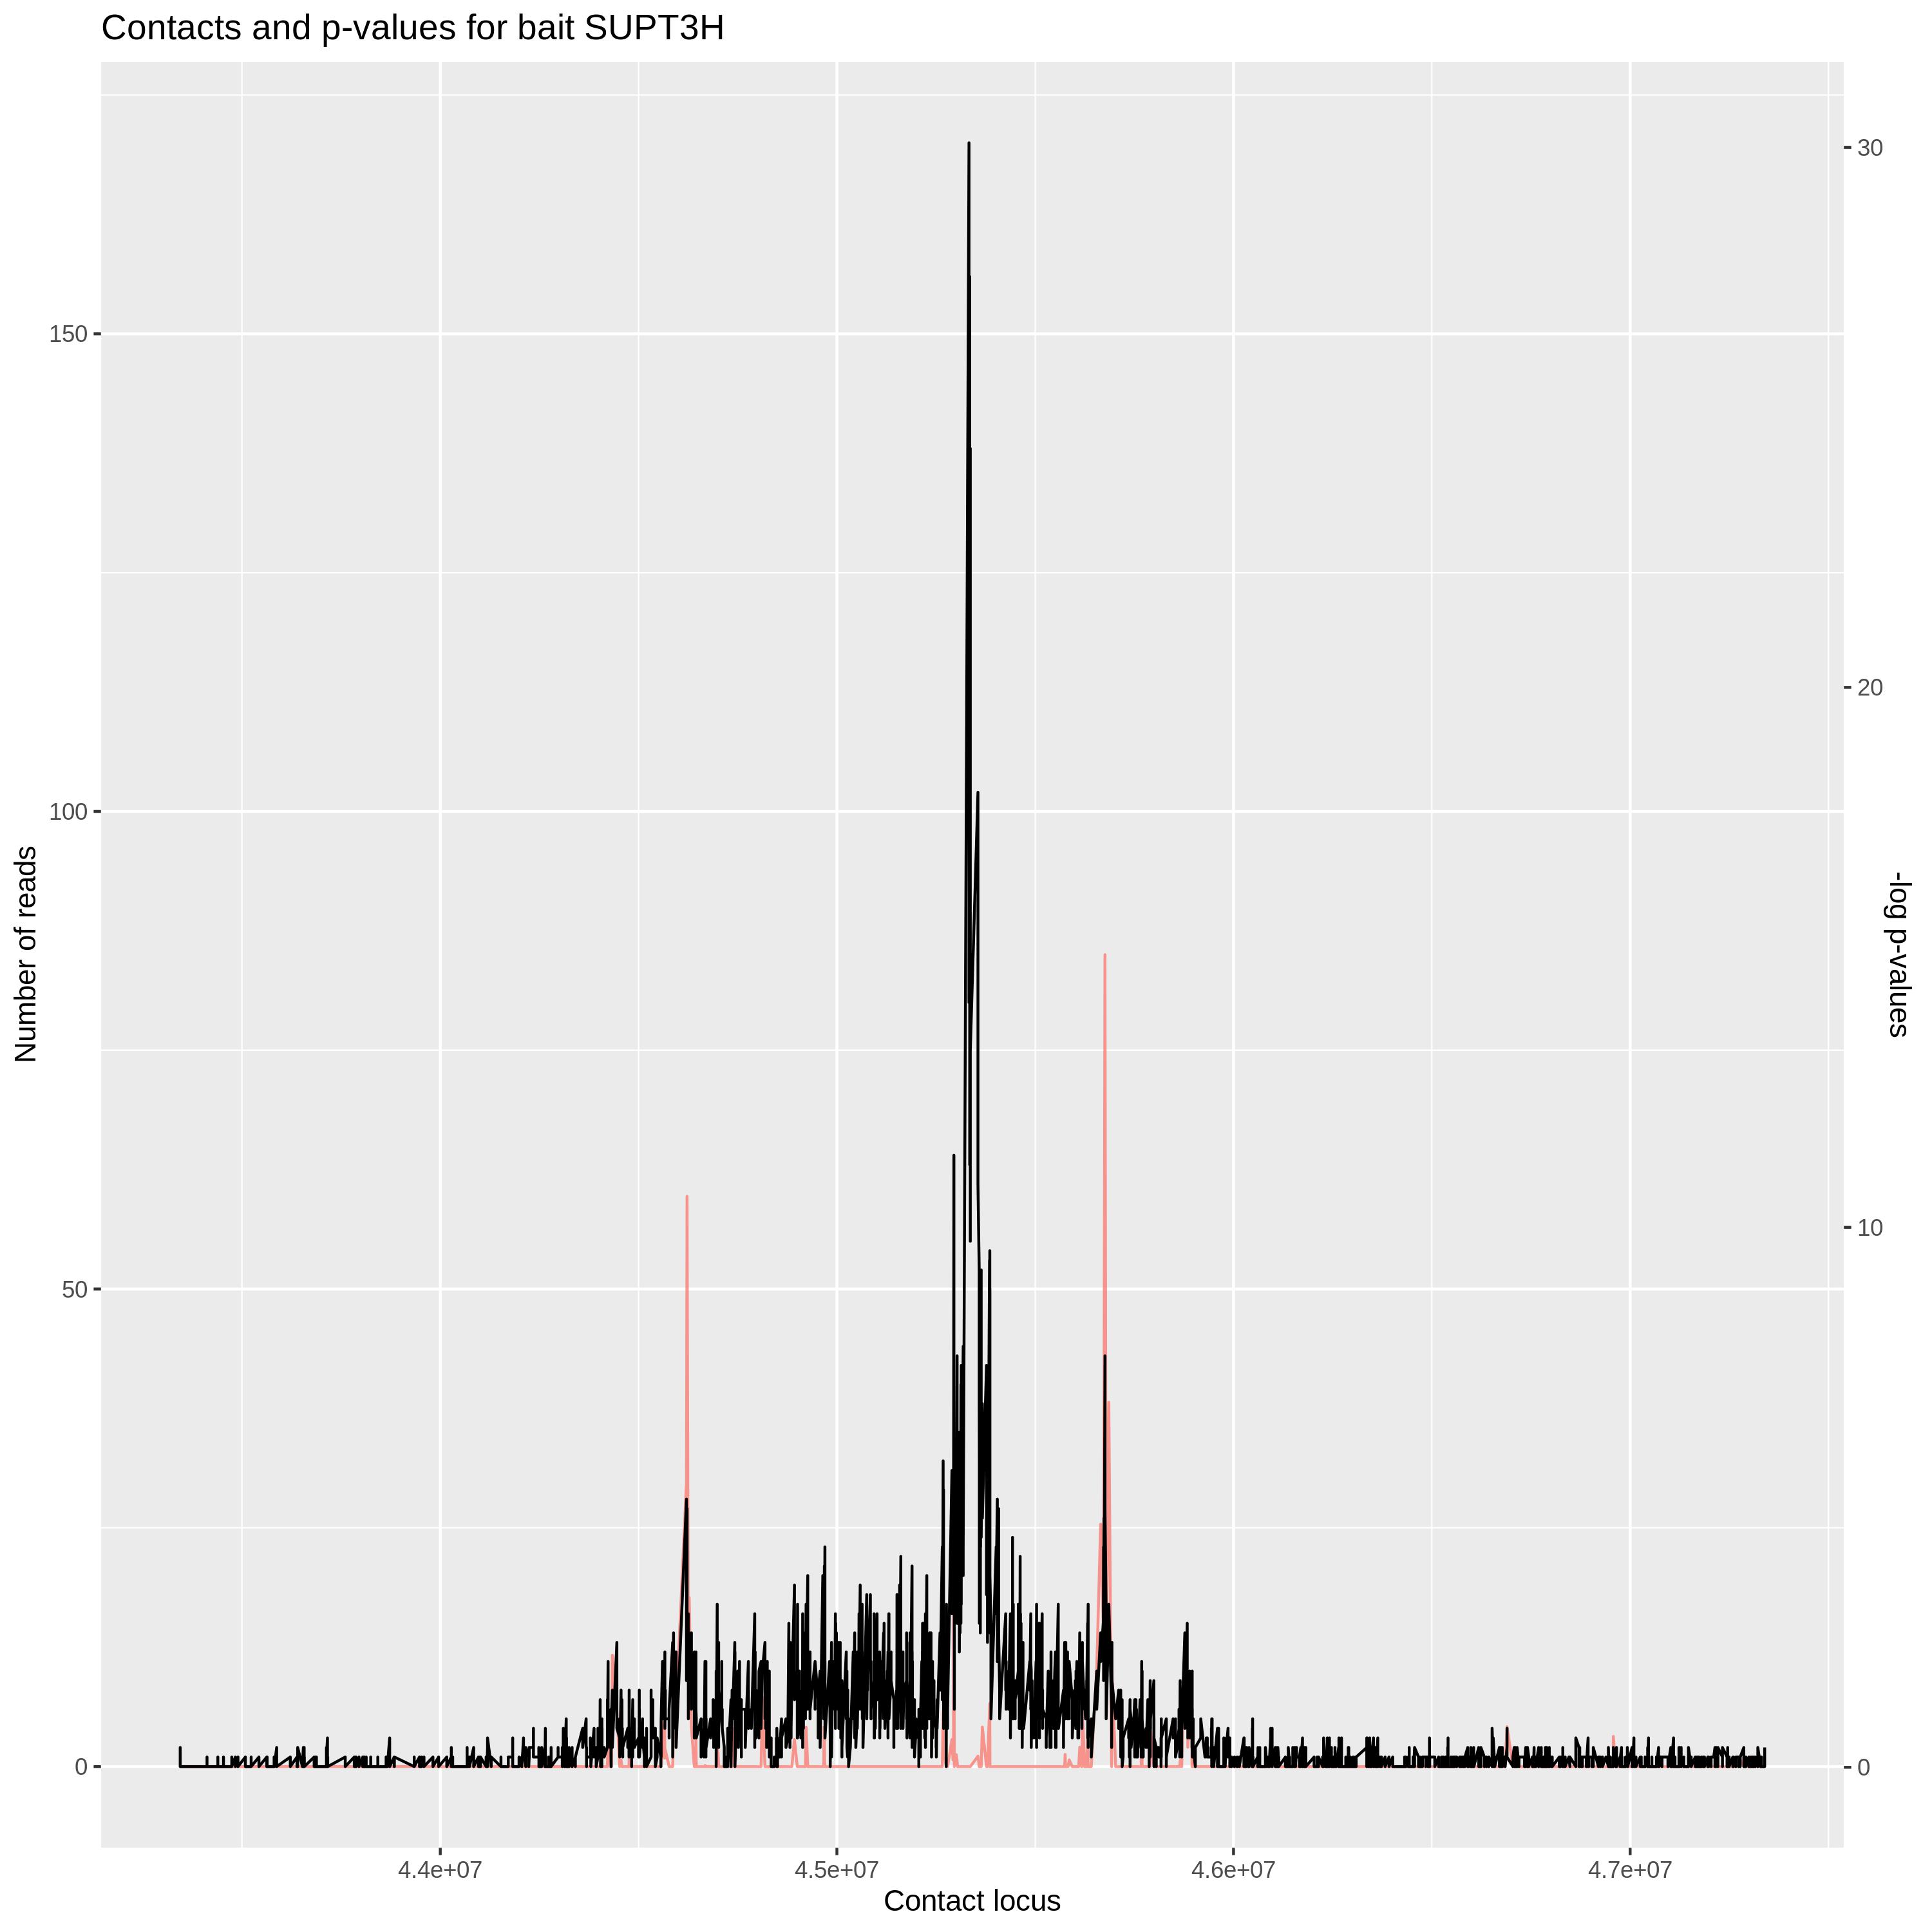 Contacts and p-values for bait SUPT3H
150
100
50
0
Number of reads
30
20
10
0
-log p-values
4.4e+07
4.5e+07
4.6e+07
4.7e+07
Contact locus